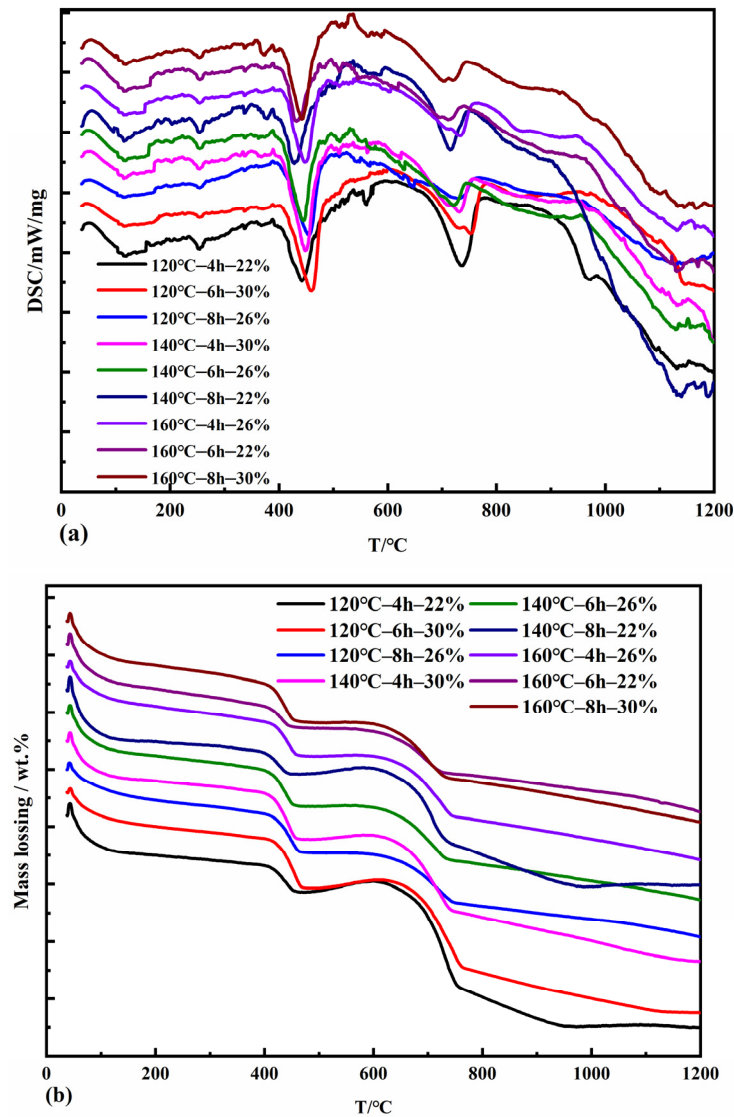 DSC/mW/mg
120℃–4h–22%
120℃–6h–30%
120℃–8h–26%
140℃–4h–30%
140℃–6h–26%
140℃–8h–22%
160℃–4h–26%
160℃–6h–22%
160℃–8h–30%
0 200 400 600 800 1000 1200
(a)
T/℃
Mass lossing / wt.%
120℃–4h–22% 140℃–6h–26%
120℃–6h–30% 140℃–8h–22%
120℃–8h–26% 160℃–4h–26%
140℃–4h–30% 160℃–6h–22%
160℃–8h–30%
0 200 400 600 800 1000 1200
(b)
T/℃